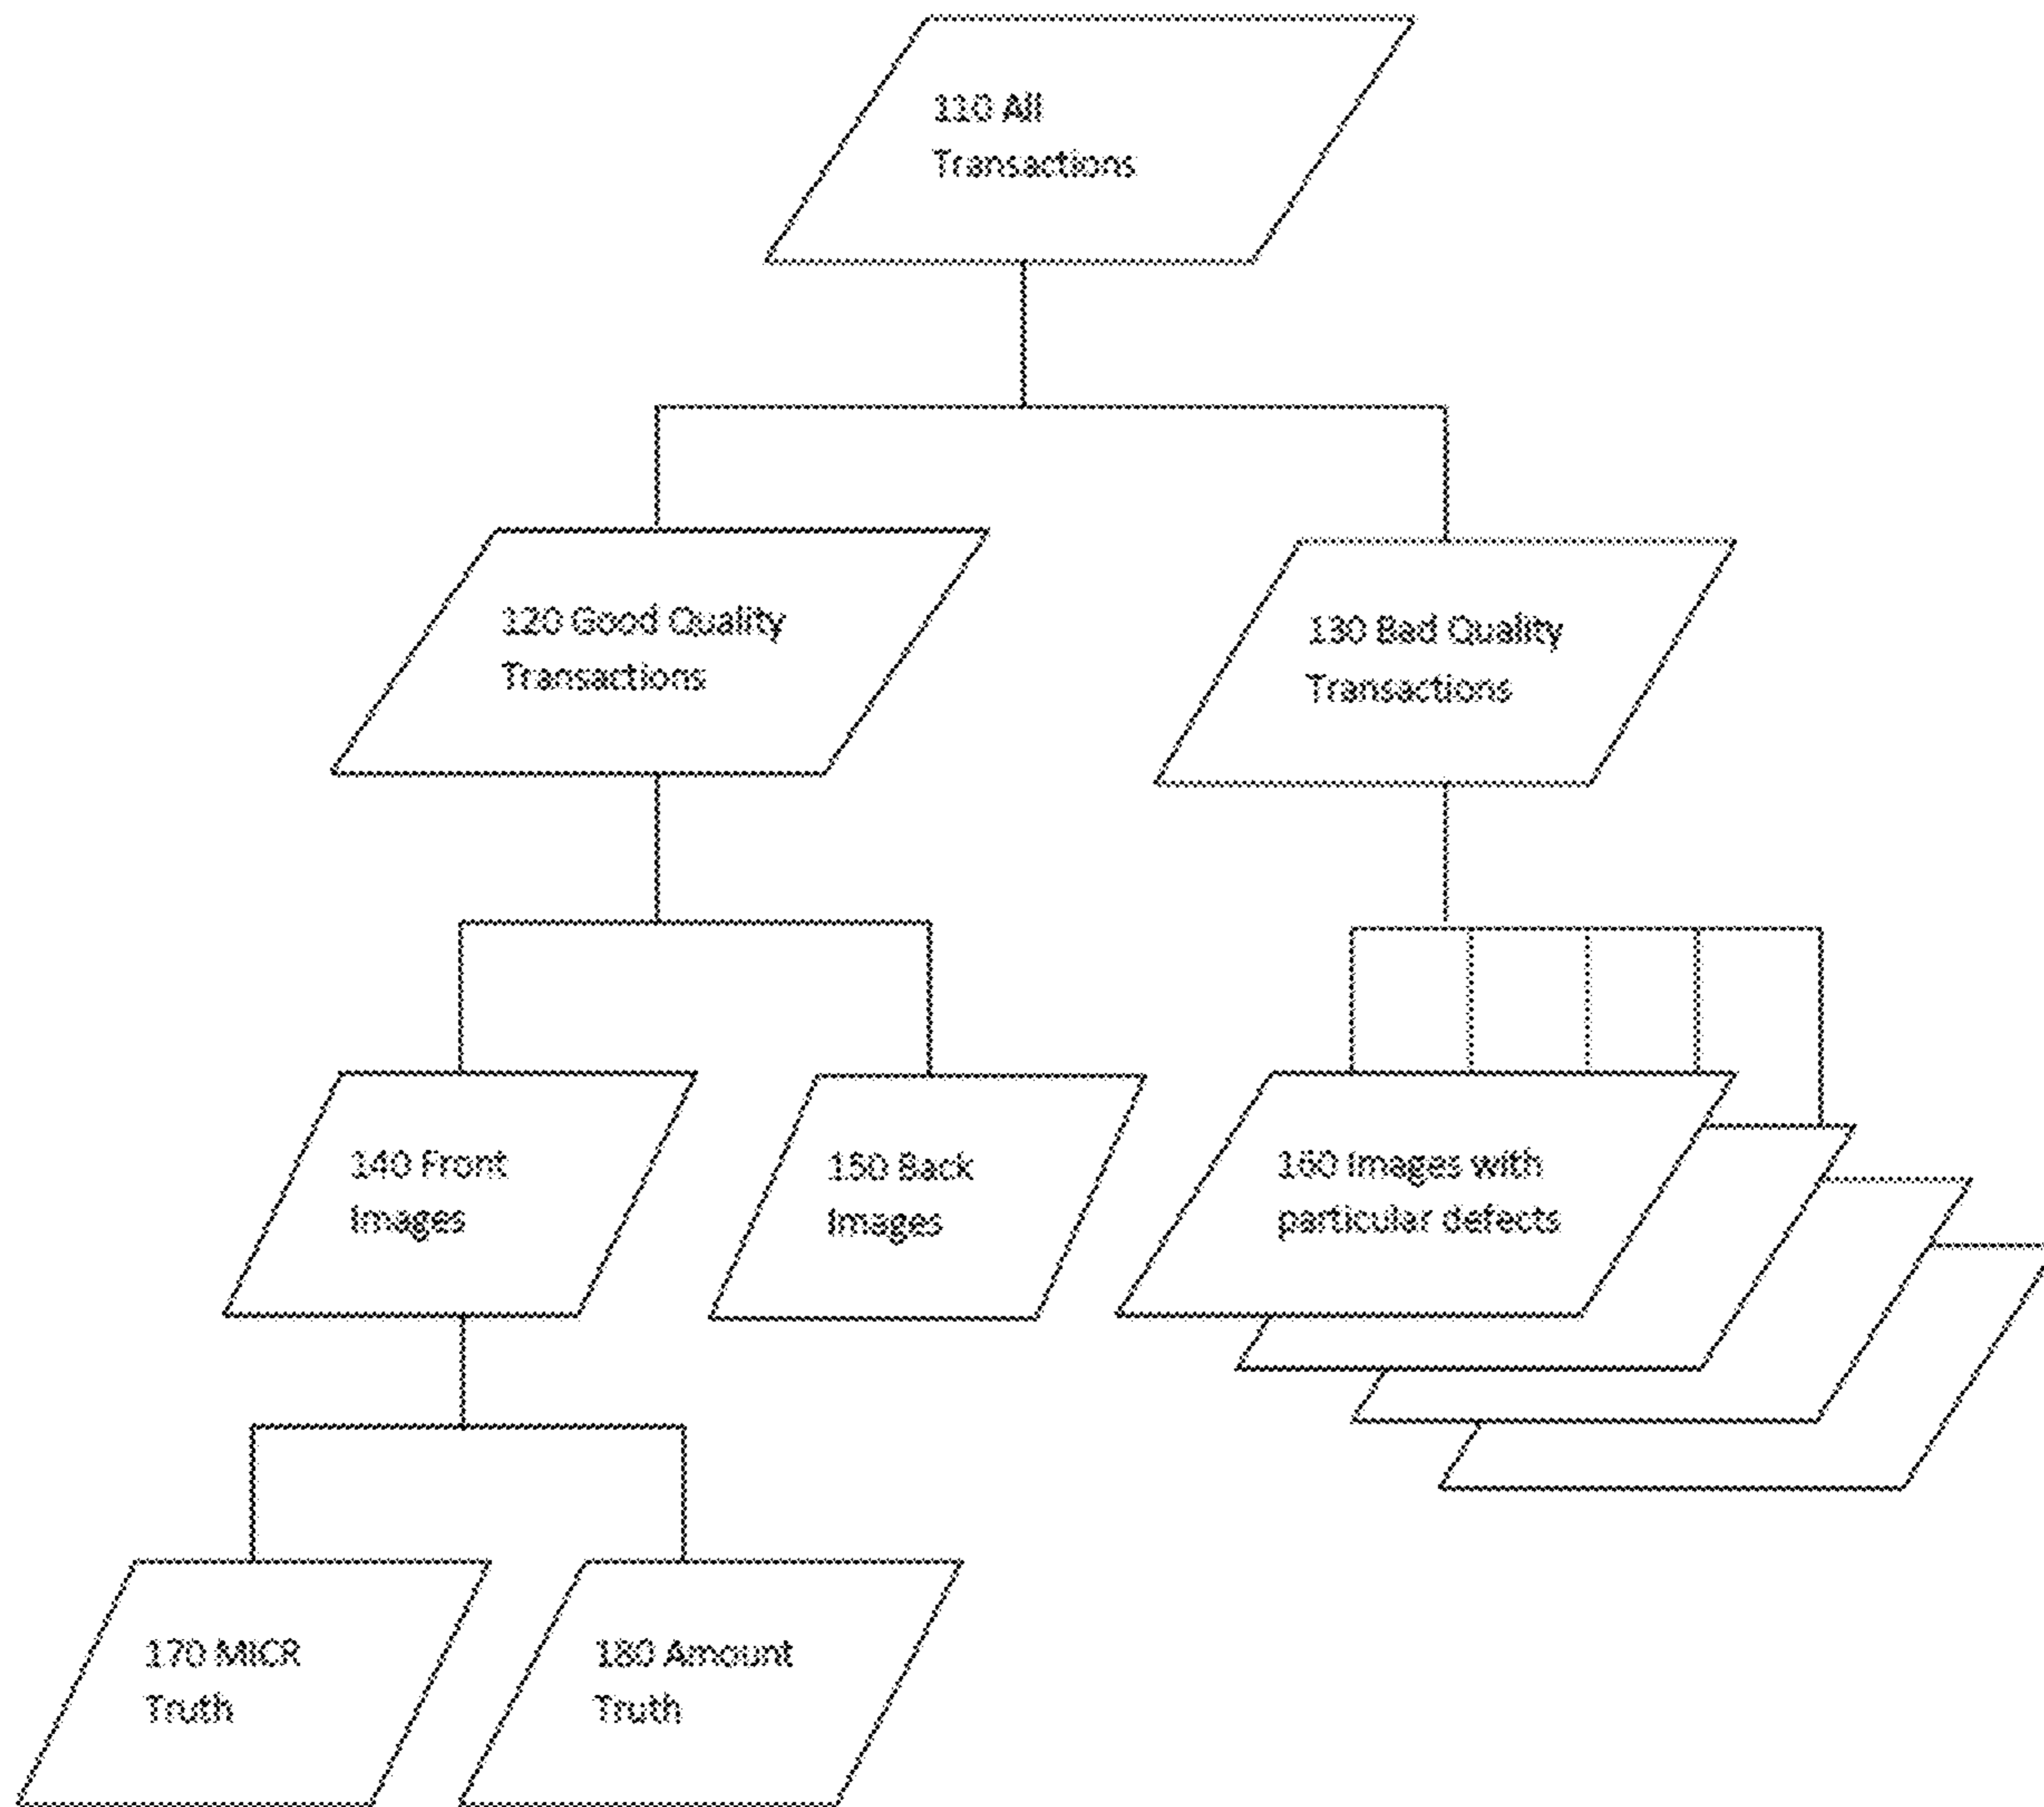 110 All
Transactions
120 Good Quality
Transactions
130 Bad Quality
Transactions
140 Front
Images
150 Back
Images
160 Images with
particular defects
170 MICR
Truth
180 Amount
Truth